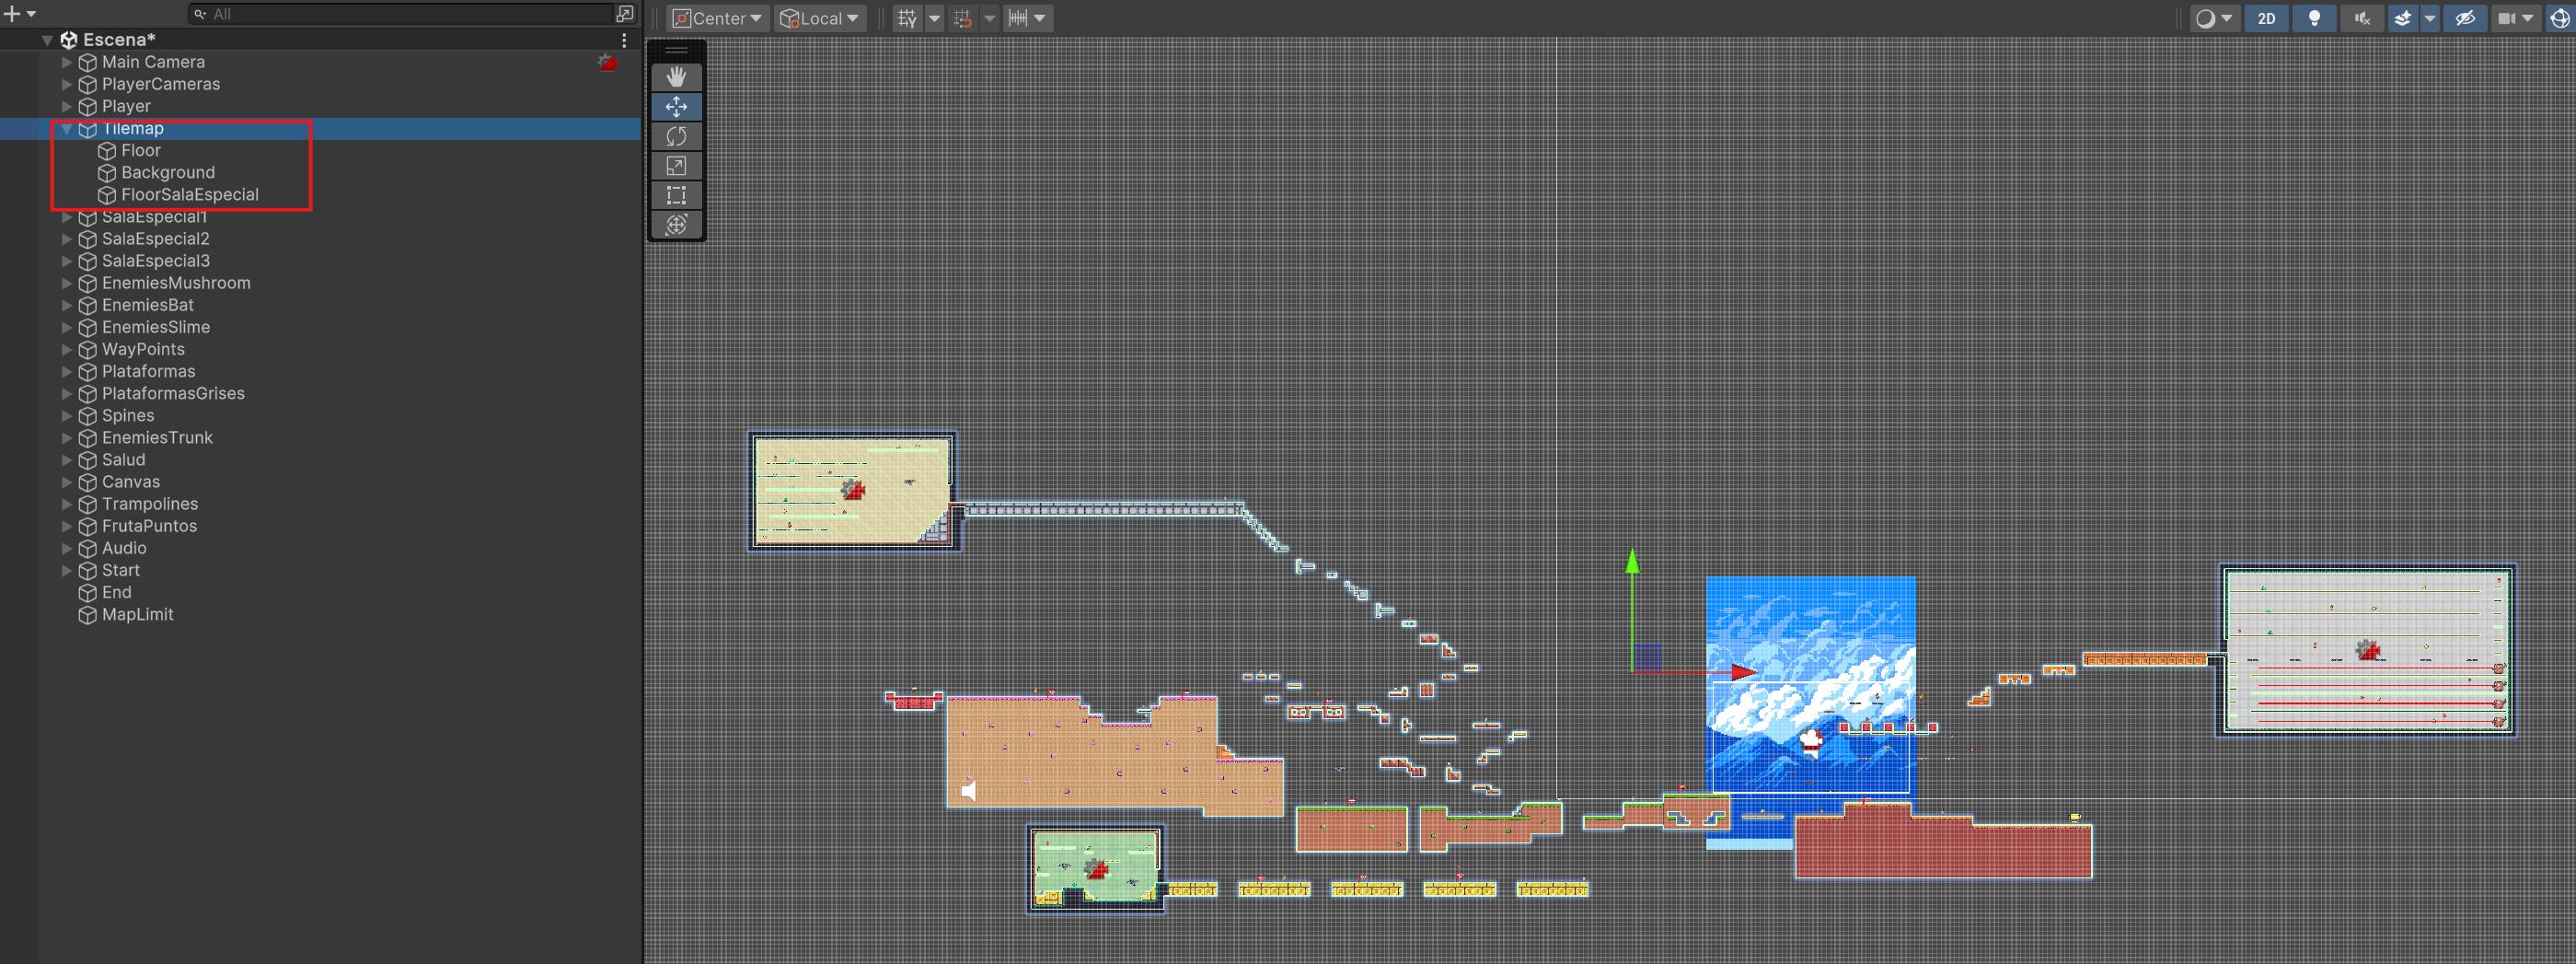 All
Center
Local
2D
Escena*
Main Camera
PlayerCameras
Player
Tilemap
Floor
Background
FloorSalaEspecial
SalaEspecial1
SalaEspecial2
SalaEspecial3
EnemiesMushroom
EnemiesBat
EnemiesSlime
WayPoints
Plataformas
PlataformasGrises
Spines
EnemiesTrunk
Salud
Canvas
Trampolines
FrutaPuntos
Audio
Start
End
MapLimit